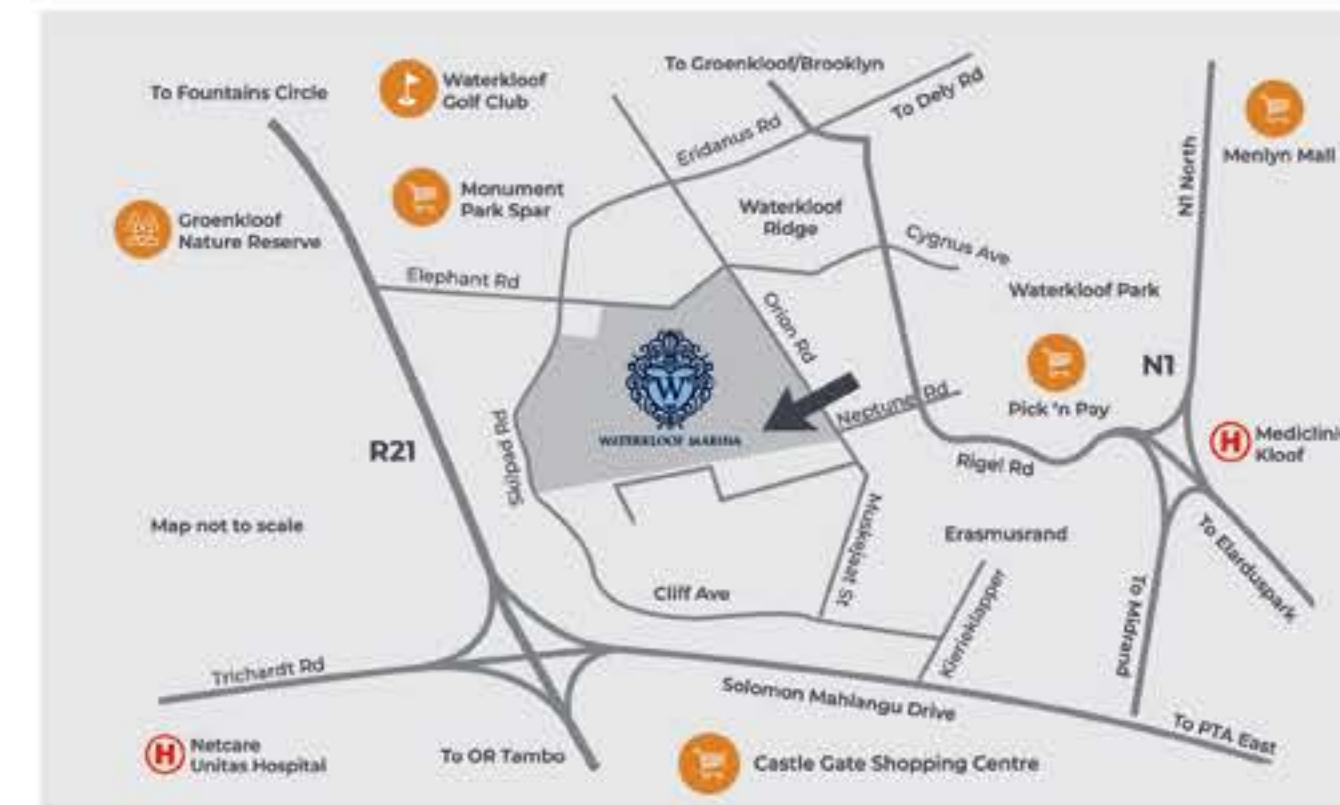 To Fountains Circle
Waterkloof
Golf Club
To Groenkloof/Brooklyn
To Dely Rd
Eridanus Rd
N1 North
Menlyn Mall
Monument
Park Spar
Groenkloof
Nature Reserve
Waterkloof
Ridge
Cygnus Ave
Elephant Rd
Waterkloof Park
Orion Rd
N1
W
WATERKLOOF MARINA
Neptune Rd
Pick 'n Pay
H
Mediclini
Kloof
R21
Skilpad Rd
Rigel Rd
Map not to scale
Muskejaat St
Erasmusrand
To Elarduspark
Cliff Ave
Kierieklapper
To Midrand
Trichardt Rd
Solomon Mahlangu Drive
To PTA East
H
Netcare
Unitas Hospital
To OR Tambo
Castle Gate Shopping Centre